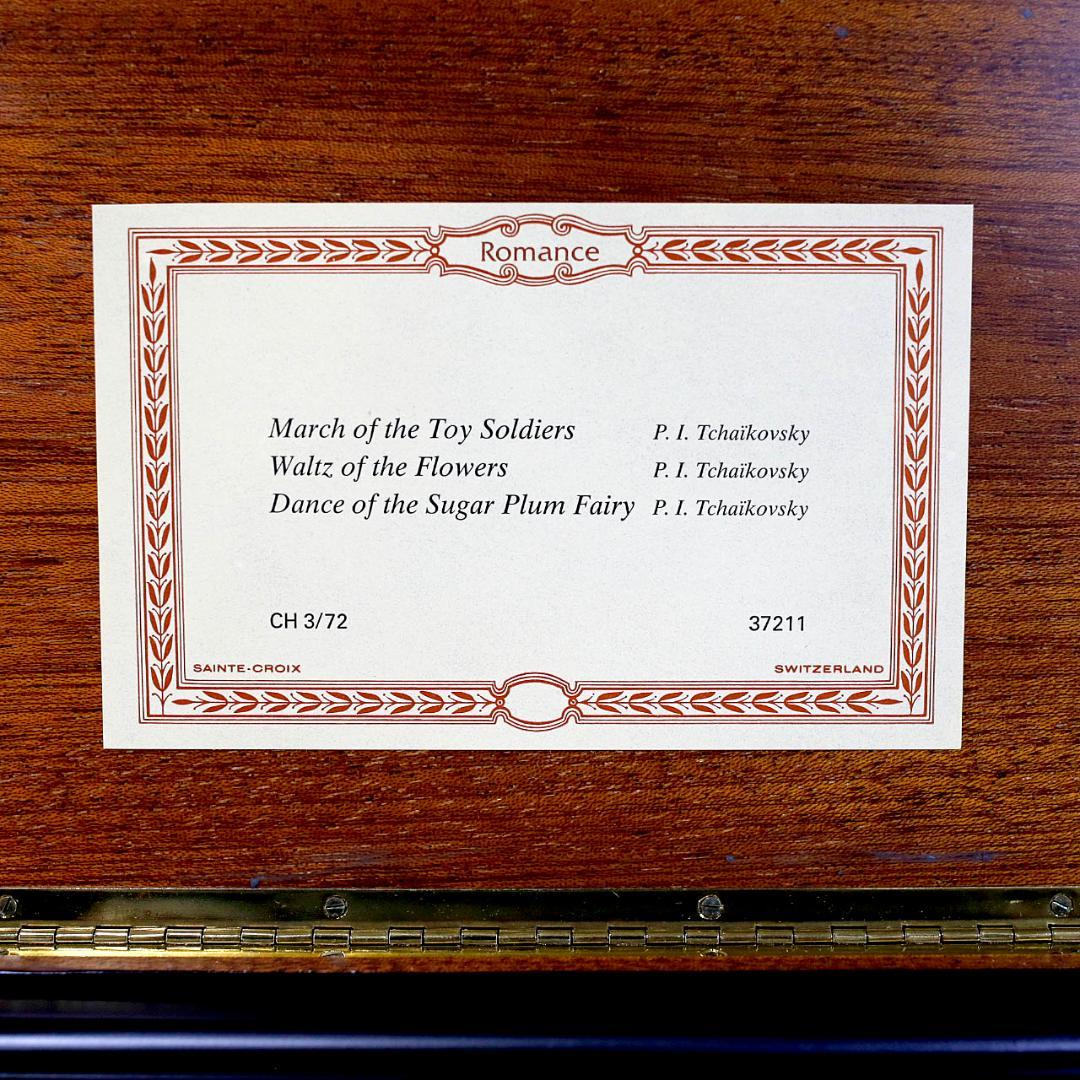 Romance
March of the Toy Soldiers P. I. Tchaïkovsky
Waltz of the Flowers P. I. Tchaïkovsky
Dance of the Sugar Plum Fairy P. I. Tchaïkovsky
CH 3/72 37211
SAINTE-CROIX SWITZERLAND